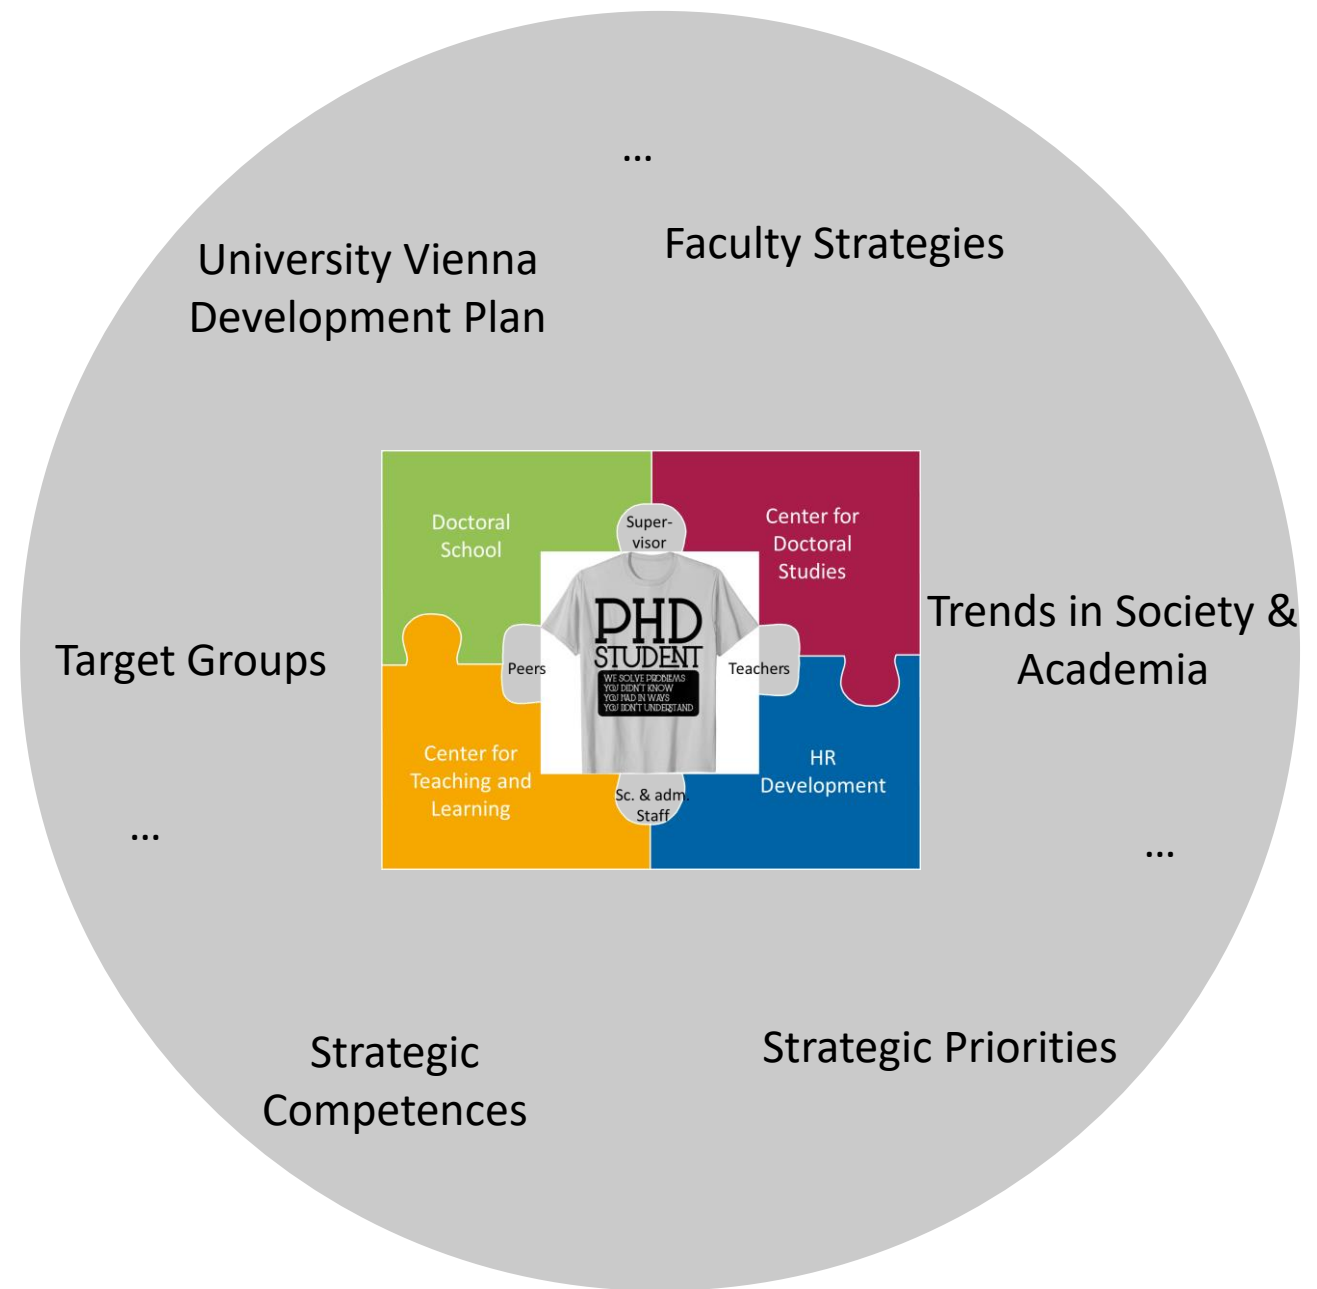 ...
University Vienna
Development Plan
Faculty Strategies
Doctoral
School
Super-
visor
Center for
Doctoral
Studies
PHD
STUDENT
WE SOLVE PROBLEMS
YOU DIDN'T KNOW
YOU HAD IN WAYS
YOU DIDN'T UNDERSTAND
Peers
Teachers
Target Groups
Trends in Society &
Academia
Center for
Teaching and
Learning
HR
Development
Sc. & adm.
Staff
...
...
Strategic
Competences
Strategic Priorities